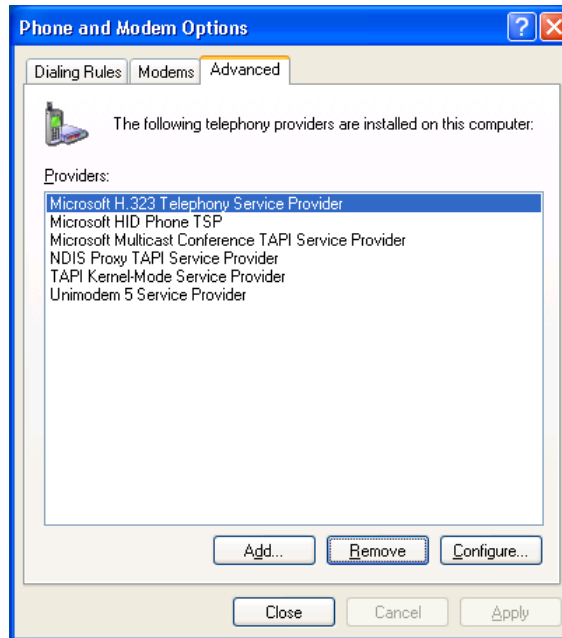 Phone and Modem Options
Dialing Rules Modems Advanced
The following telephony providers are installed on this computer:
Providers:
Microsoft H.323 Telephony Service Provider
Microsoft HID Phone TSP
Microsoft Multicast Conference TAPI Service Provider
NDIS Proxy TAPI Service Provider
TAPI Kernel-Mode Service Provider
Unimodem 5 Service Provider
Add... Remove Configure...
Close Cancel Apply